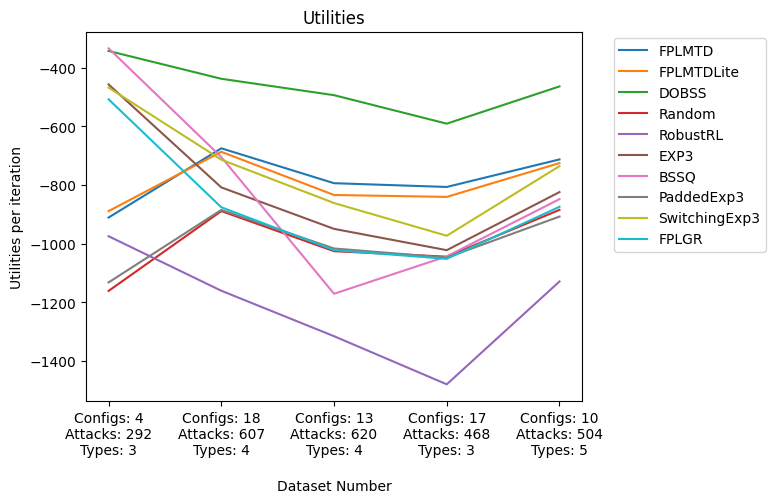 Utilities
Utilities per iteration
−400
−600
−800
−1000
−1200
−1400
Configs: 4
Attacks: 292
Types: 3
Configs: 18
Attacks: 607
Types: 4
Configs: 13
Attacks: 620
Types: 4
Configs: 17
Attacks: 468
Types: 3
Configs: 10
Attacks: 504
Types: 5
Dataset Number
FPLMTD
FPLMTDLite
DOBSS
Random
RobustRL
EXP3
BSSQ
PaddedExp3
SwitchingExp3
FPLGR